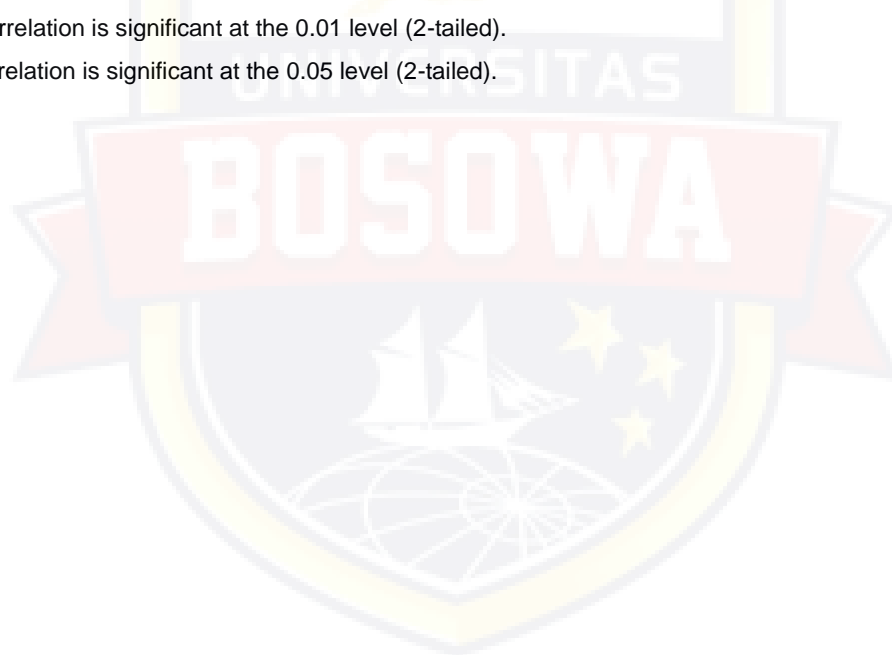 rrelation is significant at the 0.01 level (2-tailed).
relation is significant at the 0.05 level (2-tailed).
UNIVERSITAS
BOSOWA